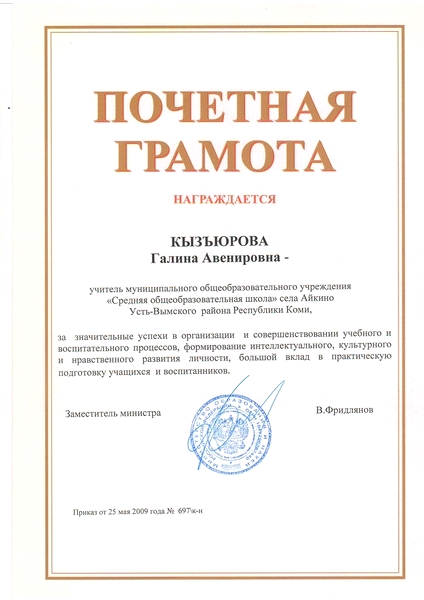 ПОЧЕТНАЯ
ГРАМОТА
НАГРАЖДАЕТСЯ
КЫЗЪЮРОВА
Галина Авенировна -
учитель муниципального общеобразовательного учреждения
«Средняя общеобразовательная школа» села Айкино
Усть-Вымского района Республики Коми,
за значительные успехи в организации и совершенствовании учебного и
воспитательного процессов, формирование интеллектуального, культурного
и нравственного развития личности, большой вклад в практическую
подготовку учащихся и воспитанников.
Заместитель министра В.Фридлянов
Приказ от 25 мая 2009 года № 697\к-н